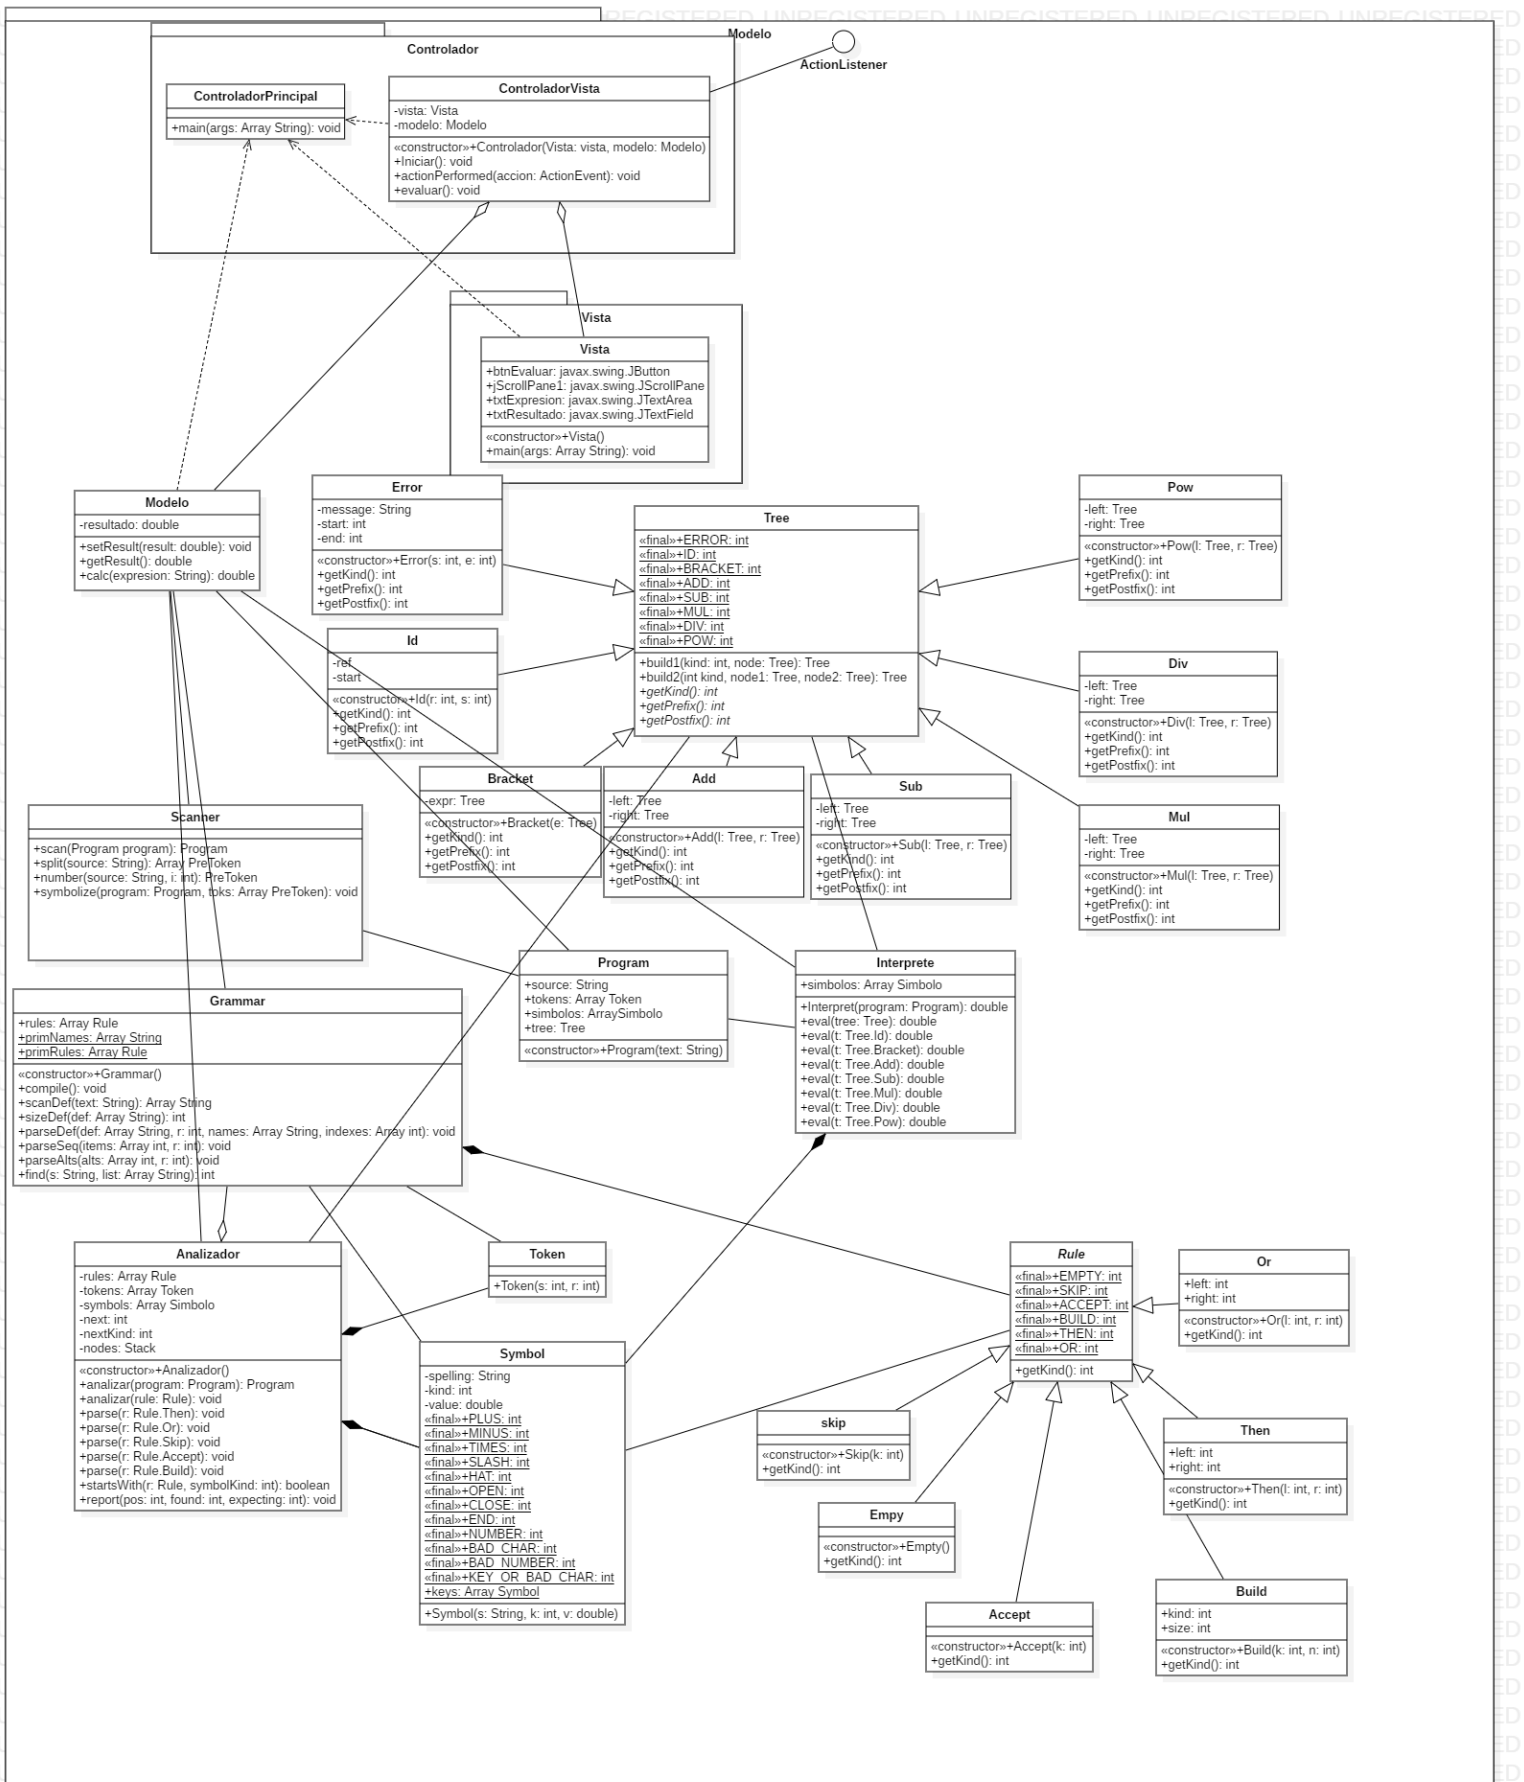 REGISTERED UNREGISTERED UNREGISTERED UNREGISTERED UNREGISTERED
Modelo
Controlador
ActionListener
ControladorPrincipal
+main(args: Array String): void
ControladorVista
-vista: Vista
-modelo: Modelo
«constructor»+Controlador(Vista: vista, modelo: Modelo)
+Iniciar(): void
+actionPerformed(accion: ActionEvent): void
+evaluar(): void
Vista
Vista
+btnEvaluar: javax.swing.JButton
+jScrollPane1: javax.swing.JScrollPane
+txtExpresion: javax.swing.JTextArea
+txtResultado: javax.swing.JTextField
«constructor»+Vista()
+main(args: Array String): void
Modelo
-resultado: double
+setResult(result: double): void
+getResult(): double
+calc(expresion: String): double
Error
-message: String
-start: int
-end: int
«constructor»+Error(s: int, e: int)
+getKind(): int
+getPrefix(): int
+getPostfix(): int
Tree
«final»+ERROR: int
«final»+ID: int
«final»+BRACKET: int
«final»+ADD: int
«final»+SUB: int
«final»+MUL: int
«final»+DIV: int
«final»+POW: int
+build1(kind: int, node: Tree): Tree
+build2(int kind, node1: Tree, node2: Tree): Tree
+getKind(): int
+getPrefix(): int
+getPostfix(): int
Pow
-left: Tree
-right: Tree
«constructor»+Pow(l: Tree, r: Tree)
+getKind(): int
+getPrefix(): int
+getPostfix(): int
Id
-ref
-start
«constructor»+Id(r: int, s: int)
+getKind(): int
+getPrefix(): int
+getPostfix(): int
Div
-left: Tree
-right: Tree
«constructor»+Div(l: Tree, r: Tree)
+getKind(): int
+getPrefix(): int
+getPostfix(): int
Bracket
-expr: Tree
«constructor»+Bracket(e: Tree)
+getKind(): int
+getPrefix(): int
+getPostfix(): int
Add
-left: Tree
-right: Tree
«constructor»+Add(l: Tree, r: Tree)
+getKind(): int
+getPrefix(): int
+getPostfix(): int
Sub
-left: Tree
-right: Tree
«constructor»+Sub(l: Tree, r: Tree)
+getKind(): int
+getPrefix(): int
+getPostfix(): int
Mul
-left: Tree
-right: Tree
«constructor»+Mul(l: Tree, r: Tree)
+getKind(): int
+getPrefix(): int
+getPostfix(): int
Scanner
+scan(Program program): Program
+split(source: String): Array PreToken
+number(source: String, i: int): PreToken
+symbolize(program: Program, toks: Array PreToken): void
Program
+source: String
+tokens: Array Token
+simbolos: ArraySimbolo
+tree: Tree
«constructor»+Program(text: String)
Interprete
+simbolos: Array Simbolo
+Interpret(program: Program): double
+eval(tree: Tree): double
+eval(t: Tree.Id): double
+eval(t: Tree.Bracket): double
+eval(t: Tree.Add): double
+eval(t: Tree.Sub): double
+eval(t: Tree.Mul): double
+eval(t: Tree.Div): double
+eval(t: Tree.Pow): double
Grammar
+rules: Array Rule
+primNames: Array String
+primRules: Array Rule
«constructor»+Grammar()
+compile(): void
+scanDef(text: String): Array String
+sizeDef(def: Array String): int
+parseDef(def: Array String, r: int, names: Array String, indexes: Array int): void
+parseSeq(items: Array int, r: int): void
+parseAlts(alts: Array int, r: int): void
+find(s: String, list: Array String): int
Analizador
-rules: Array Rule
-tokens: Array Token
-symbols: Array Simbolo
-next: int
-nextKind: int
-nodes: Stack
«constructor»+Analizador()
+analizar(program: Program): Program
+analizar(rule: Rule): void
+parse(r: Rule.Then): void
+parse(r: Rule.Or): void
+parse(r: Rule.Skip): void
+parse(r: Rule.Accept): void
+parse(r: Rule.Build): void
+startsWith(r: Rule, symbolKind: int): boolean
+report(pos: int, found: int, expecting: int): void
Token
+Token(s: int, r: int)
Symbol
-spelling: String
-kind: int
-value: double
«final»+PLUS: int
«final»+MINUS: int
«final»+TIMES: int
«final»+SLASH: int
«final»+HAT: int
«final»+OPEN: int
«final»+CLOSE: int
«final»+END: int
«final»+NUMBER: int
«final»+BAD_CHAR: int
«final»+BAD_NUMBER: int
«final»+KEY_OR_BAD_CHAR: int
+keys: Array Symbol
+Symbol(s: String, k: int, v: double)
Rule
«final»+EMPTY: int
«final»+SKIP: int
«final»+ACCEPT: int
«final»+BUILD: int
«final»+THEN: int
«final»+OR: int
+getKind(): int
Or
+left: int
+right: int
«constructor»+Or(l: int, r: int)
+getKind(): int
skip
«constructor»+Skip(k: int)
+getKind(): int
Then
+left: int
+right: int
«constructor»+Then(l: int, r: int)
+getKind(): int
Empy
«constructor»+Empty()
+getKind(): int
Accept
«constructor»+Accept(k: int)
+getKind(): int
Build
+kind: int
+size: int
«constructor»+Build(k: int, n: int)
+getKind(): int